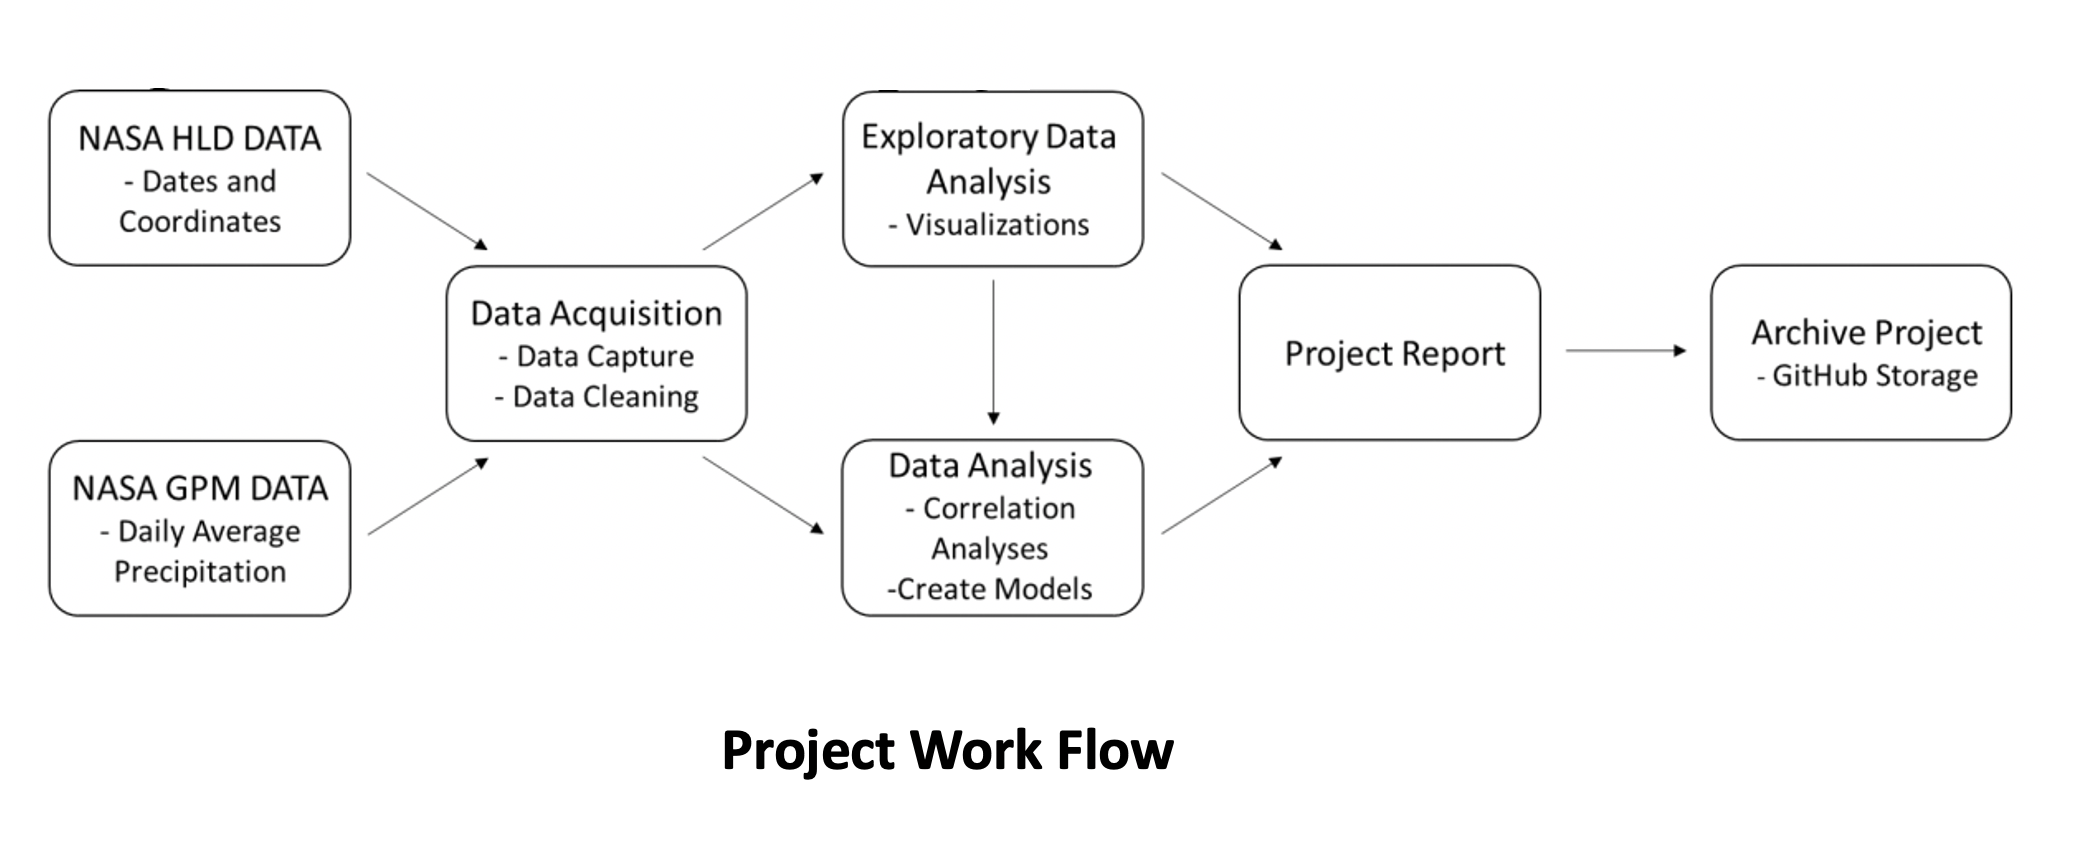 NASA HLD DATA
- Dates and
Coordinates
NASA GPM DATA
- Daily Average
Precipitation
Data Acquisition
- Data Capture
- Data Cleaning
Exploratory Data
Analysis
- Visualizations
Data Analysis
- Correlation
Analyses
-Create Models
Project Report
Archive Project
- GitHub Storage
Project Work Flow